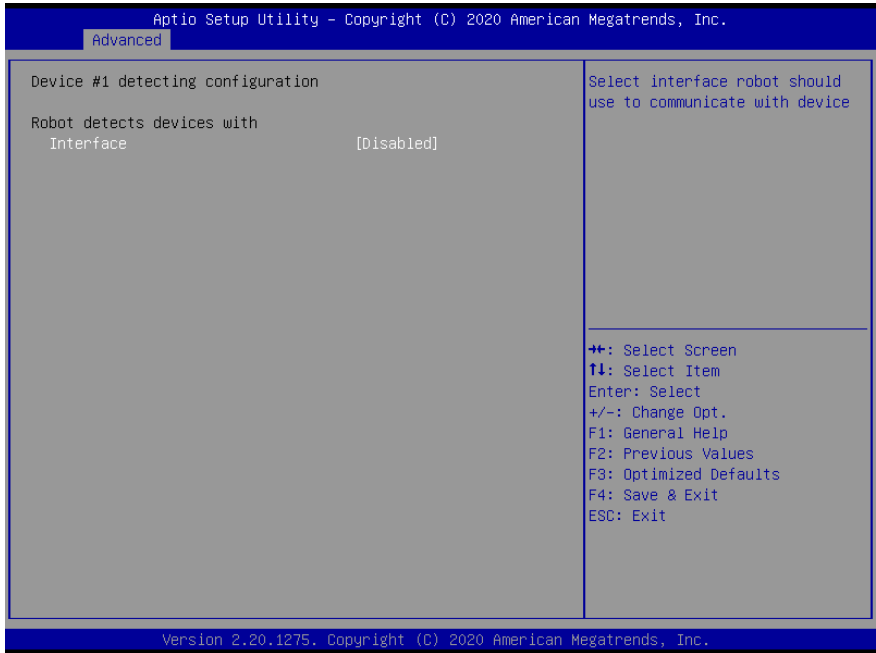 Aptio Setup Utility – Copyright (C) 2020 American Megatrends, Inc.
Advanced
Device #1 detecting configuration
Robot detects devices with
Interface [Disabled]
Select interface robot should
use to communicate with device
→←: Select Screen
↑↓: Select Item
Enter: Select
+/-: Change Opt.
F1: General Help
F2: Previous Values
F3: Optimized Defaults
F4: Save & Exit
ESC: Exit
Version 2.20.1275. Copyright (C) 2020 American Megatrends, Inc.